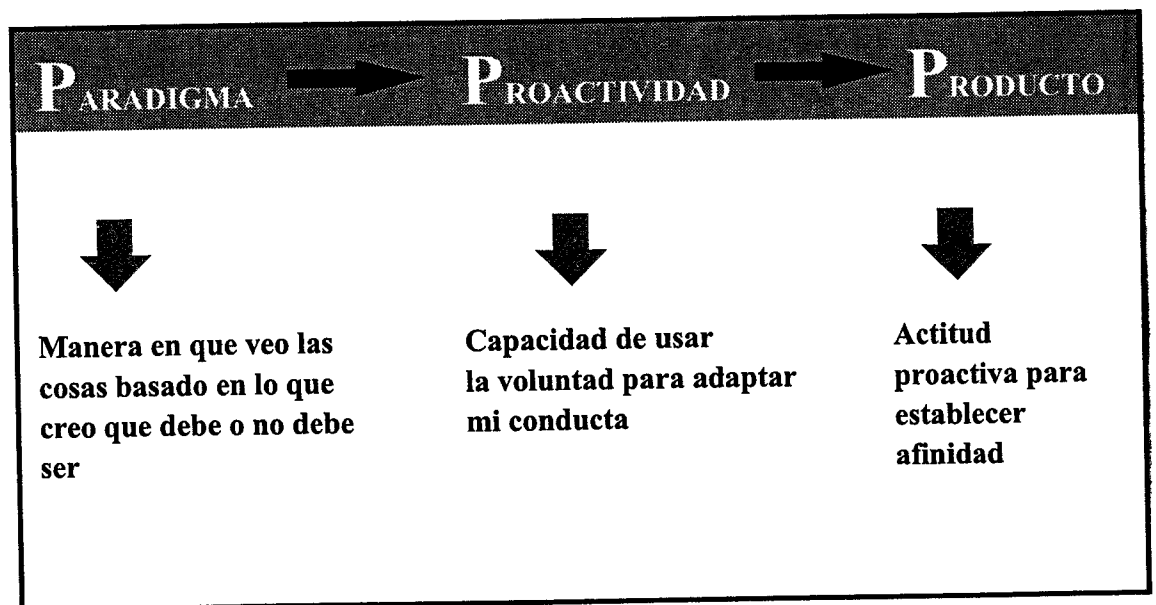 PARADIGMA
PROACTIVIDAD
PRODUCTO
Manera en que veo las
cosas basado en lo que
creo que debe o no debe
ser
Capacidad de usar
la voluntad para adaptar
mi conducta
Actitud
proactiva para
establecer
afinidad